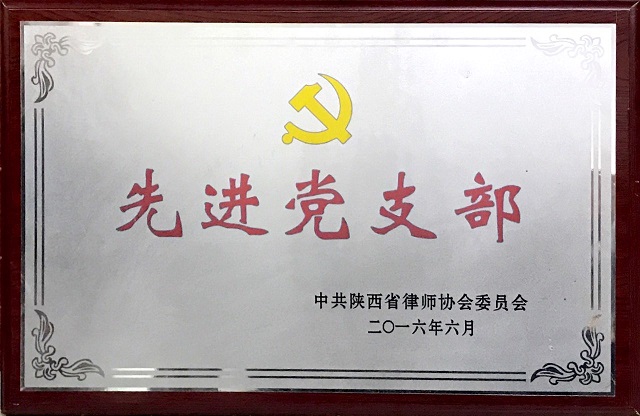 先进党支部
中共陕西省律师协会委员会
二〇一六年六月